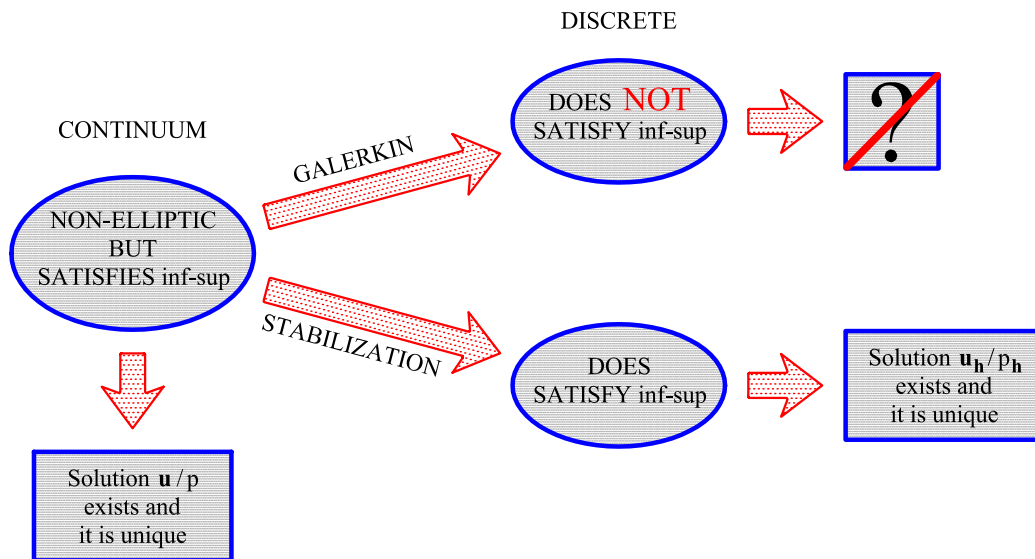 DISCRETE
DOES NOT
SATISFY inf-sup
?
CONTINUUM
GALERKIN
NON-ELLIPTIC
BUT
SATISFIES inf-sup
STABILIZATION
DOES
SATISFY inf-sup
Solution u_h/p_h
exists and
it is unique
Solution u/p
exists and
it is unique